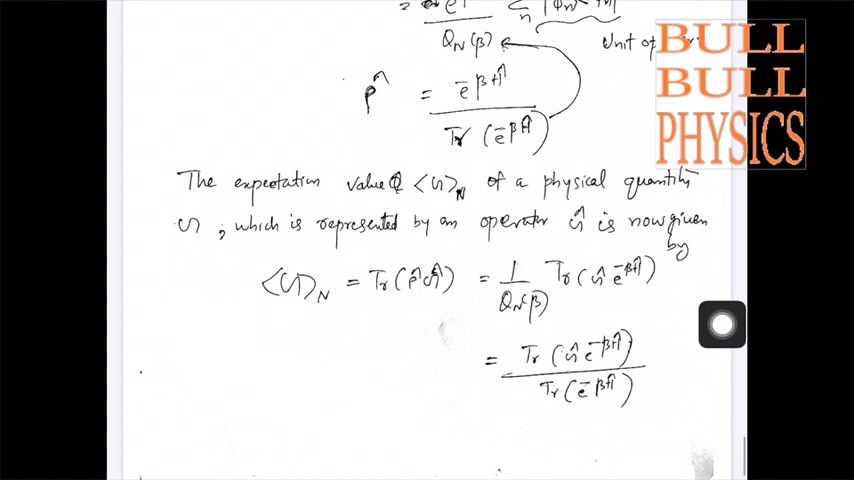 = e
Q_N(β)
Unit op
BULL
BULL
PHYSICS
ρ̂ = e^{-βĤ} / Tr (e^{-βĤ})
The expectation value <G>_N of a physical quantity
G, which is represented by an operator Ĝ is now given
by
<G>_N = Tr (ρ̂ Ĝ) = 1 / Q_N(β) Tr (Ĝ e^{-βĤ})
= Tr (Ĝ e^{-βĤ}) / Tr (e^{-βĤ})